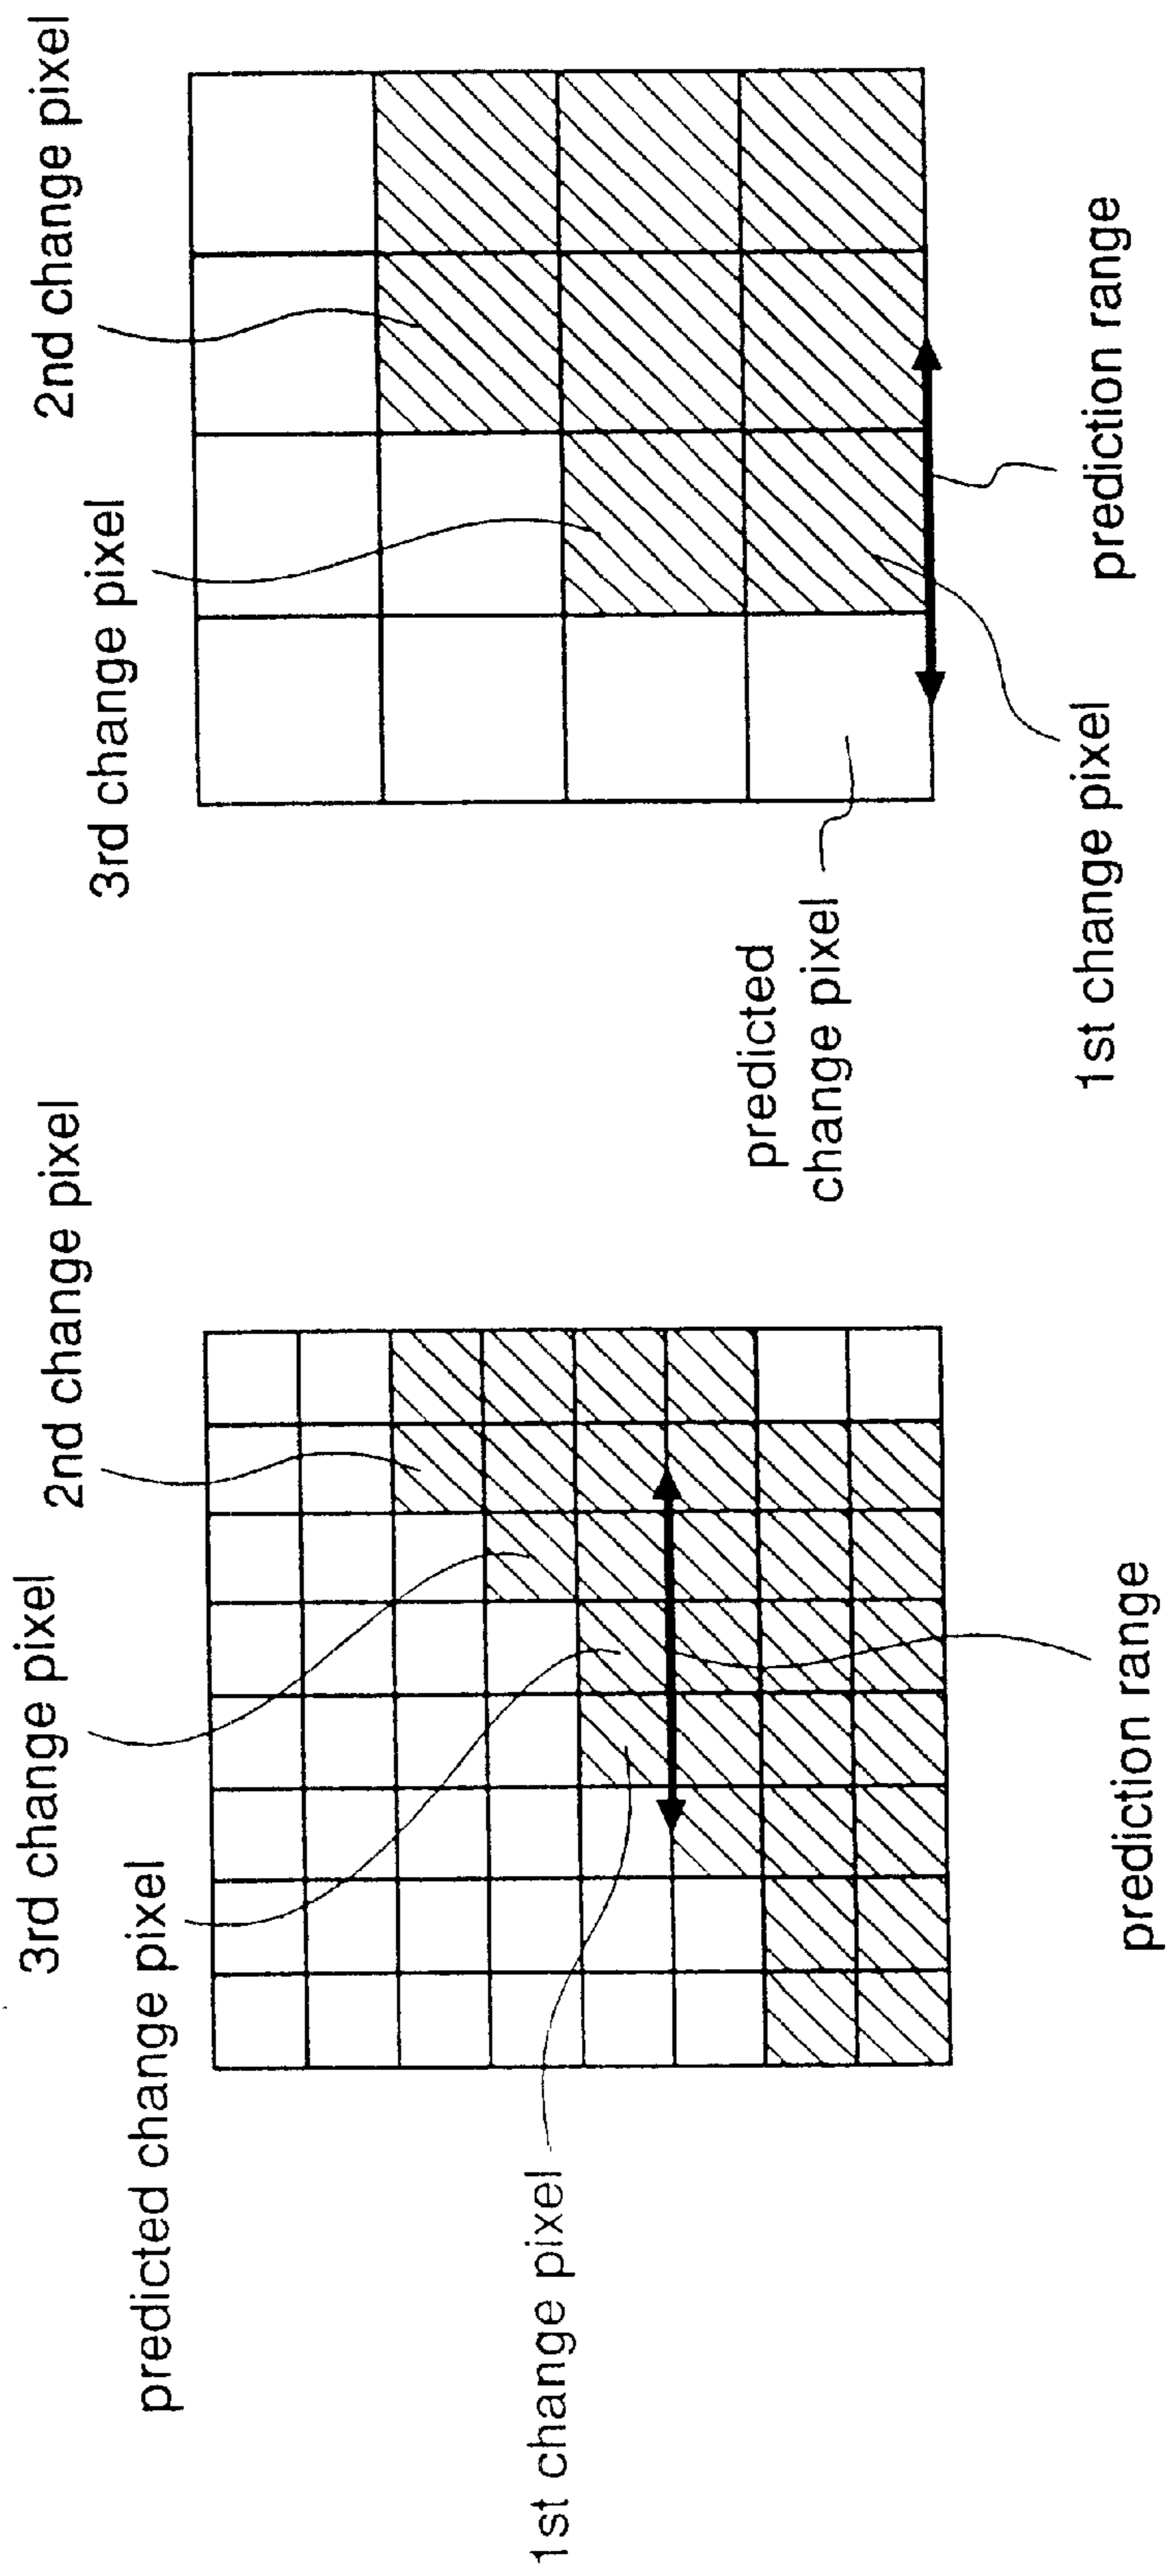 3rd change pixel
2nd change pixel
predicted change pixel
1st change pixel
prediction range
3rd change pixel
2nd change pixel
predicted
change pixel
1st change pixel
prediction range